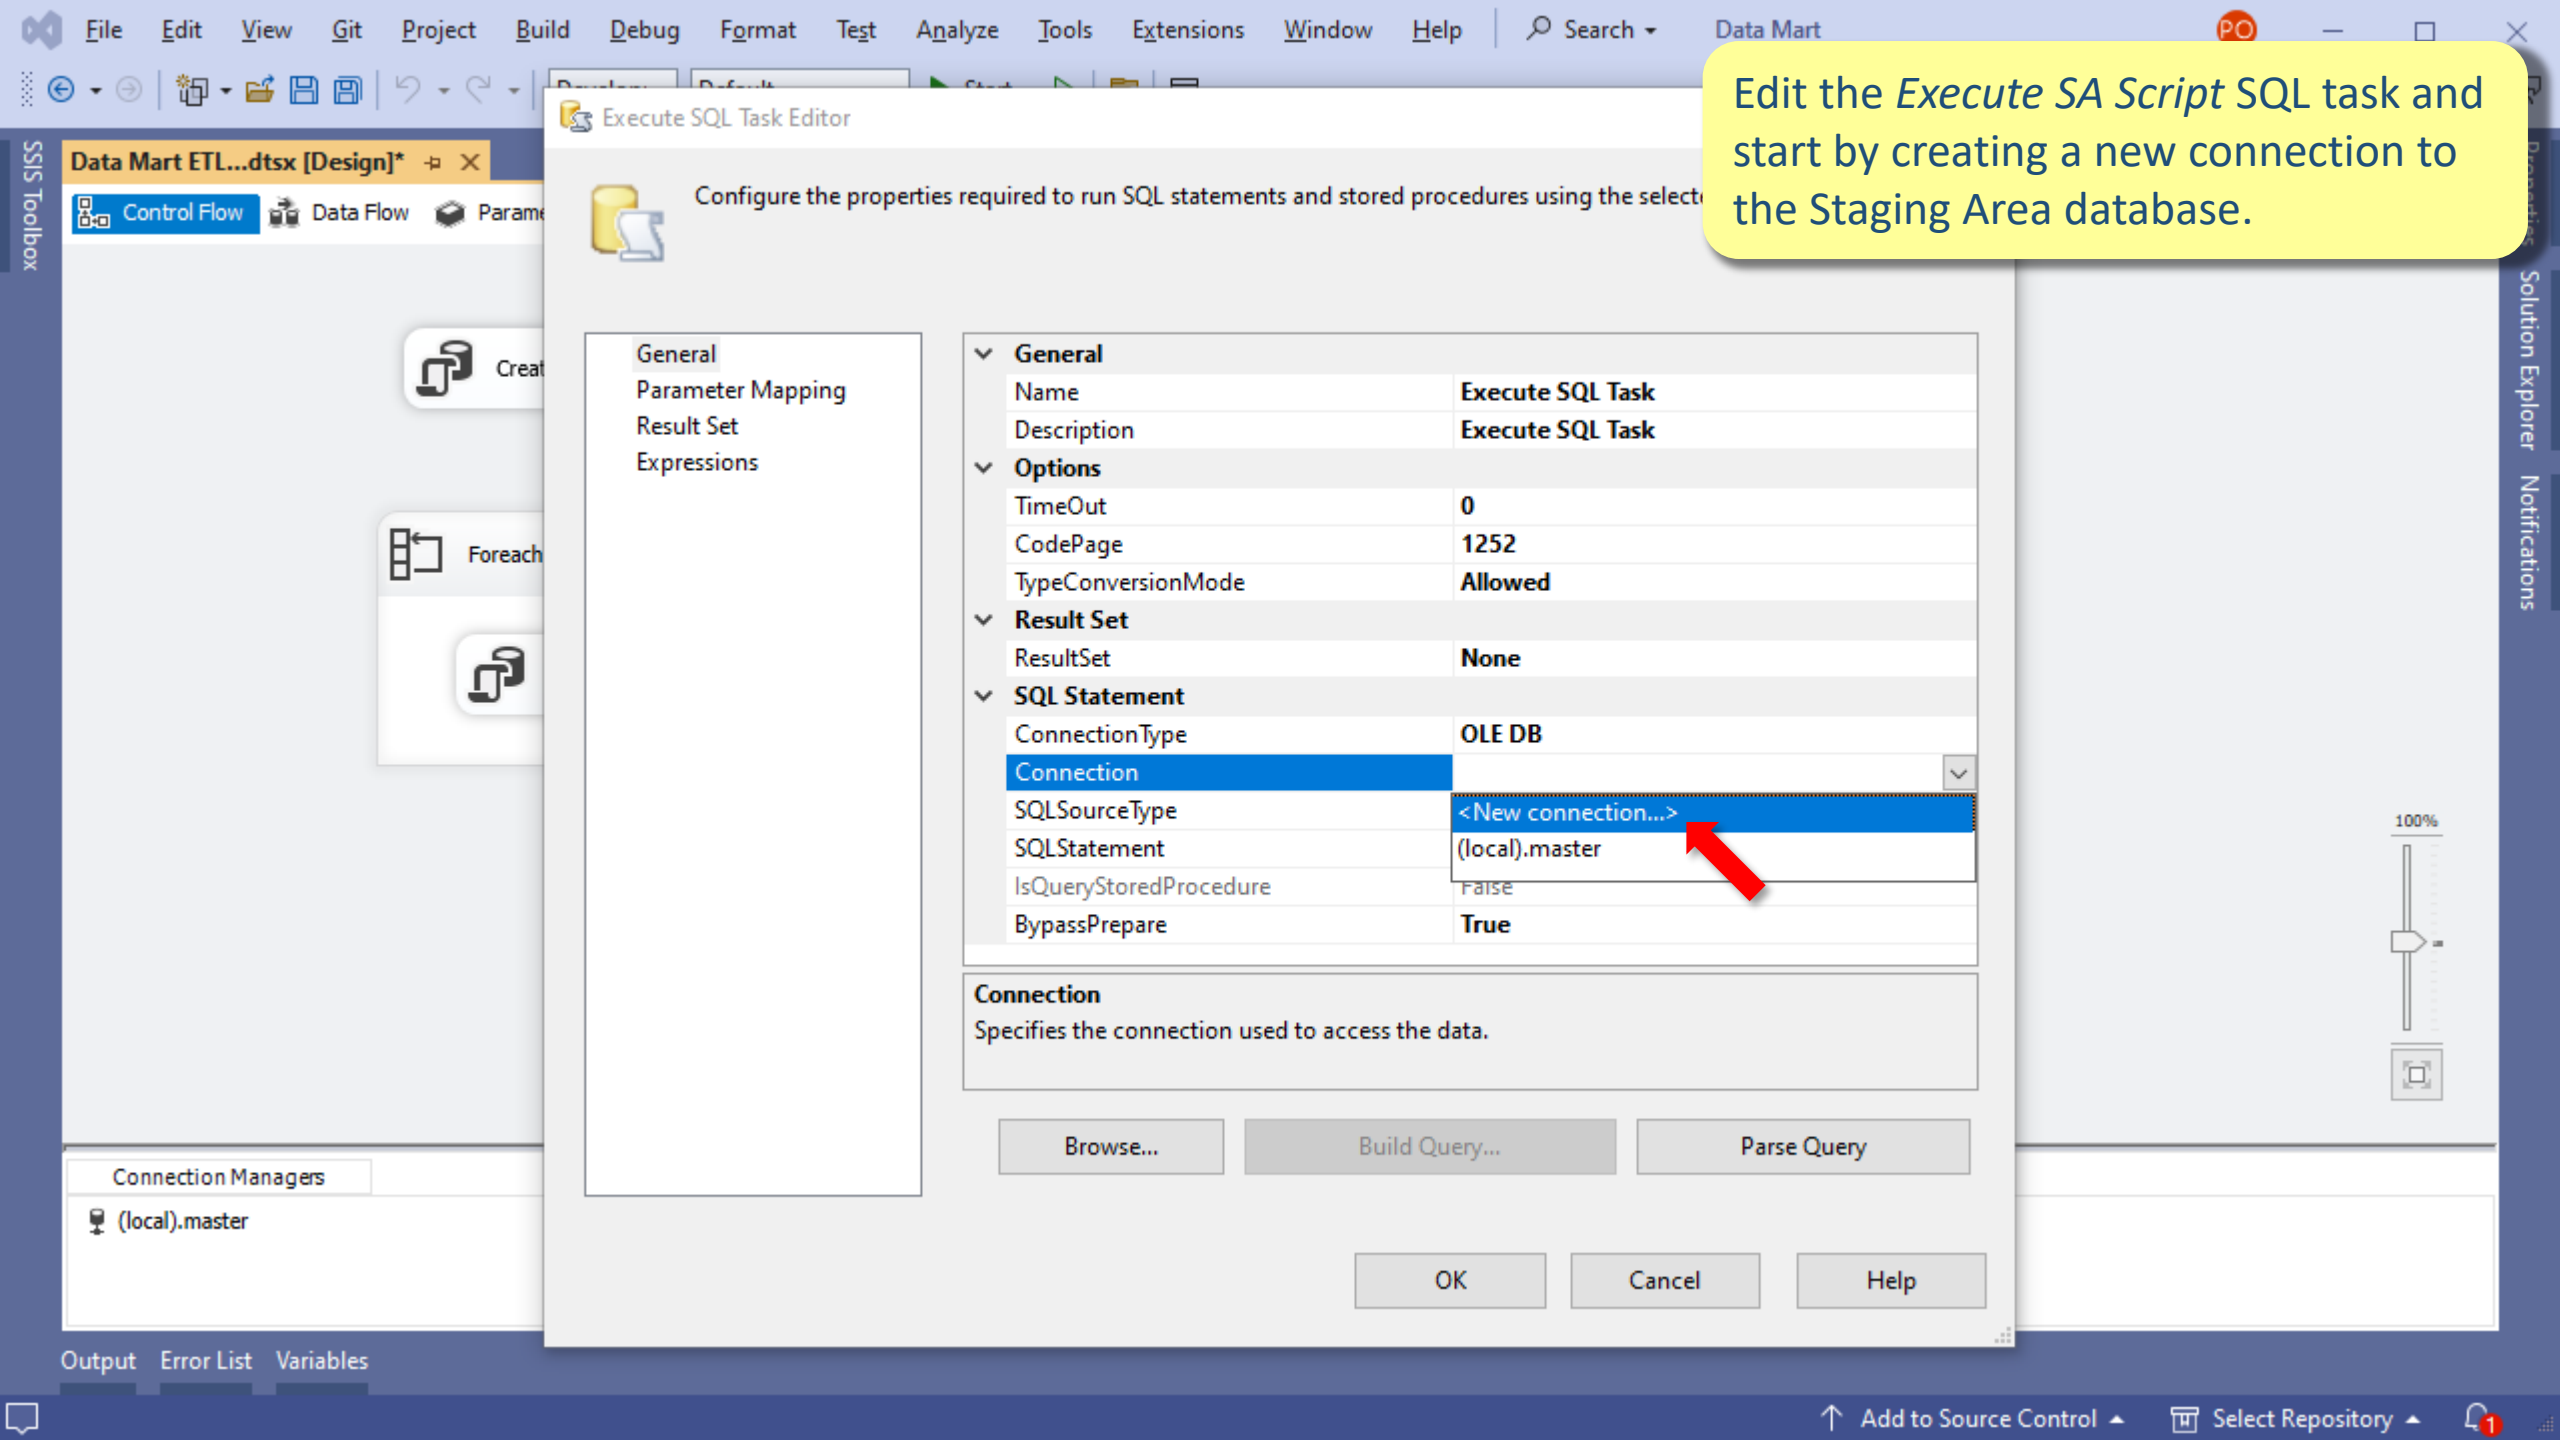 File Edit View Git Project Build Debug Format Test Analyze Tools Extensions Window Help Search Data Mart PO
Edit the Execute SA Script SQL task and
start by creating a new connection to
the Staging Area database.
Execute SQL Task Editor
SSIS Toolbox
Data Mart ETL...dtsx [Design]*
Control Flow Data Flow Parame
Configure the properties required to run SQL statements and stored procedures using the selecte
Properties
Solution Explorer
Notifications
Creat
Foreach
General
Parameter Mapping
Result Set
Expressions
General
Name Execute SQL Task
Description Execute SQL Task
Options
TimeOut 0
CodePage 1252
TypeConversionMode Allowed
Result Set
ResultSet None
SQL Statement
ConnectionType OLE DB
Connection
SQLSourceType <New connection...>
SQLStatement (local).master
IsQueryStoredProcedure False
BypassPrepare True
Connection
Specifies the connection used to access the data.
Browse... Build Query... Parse Query
OK Cancel Help
100%
Connection Managers
(local).master
Output Error List Variables
Add to Source Control Select Repository 1